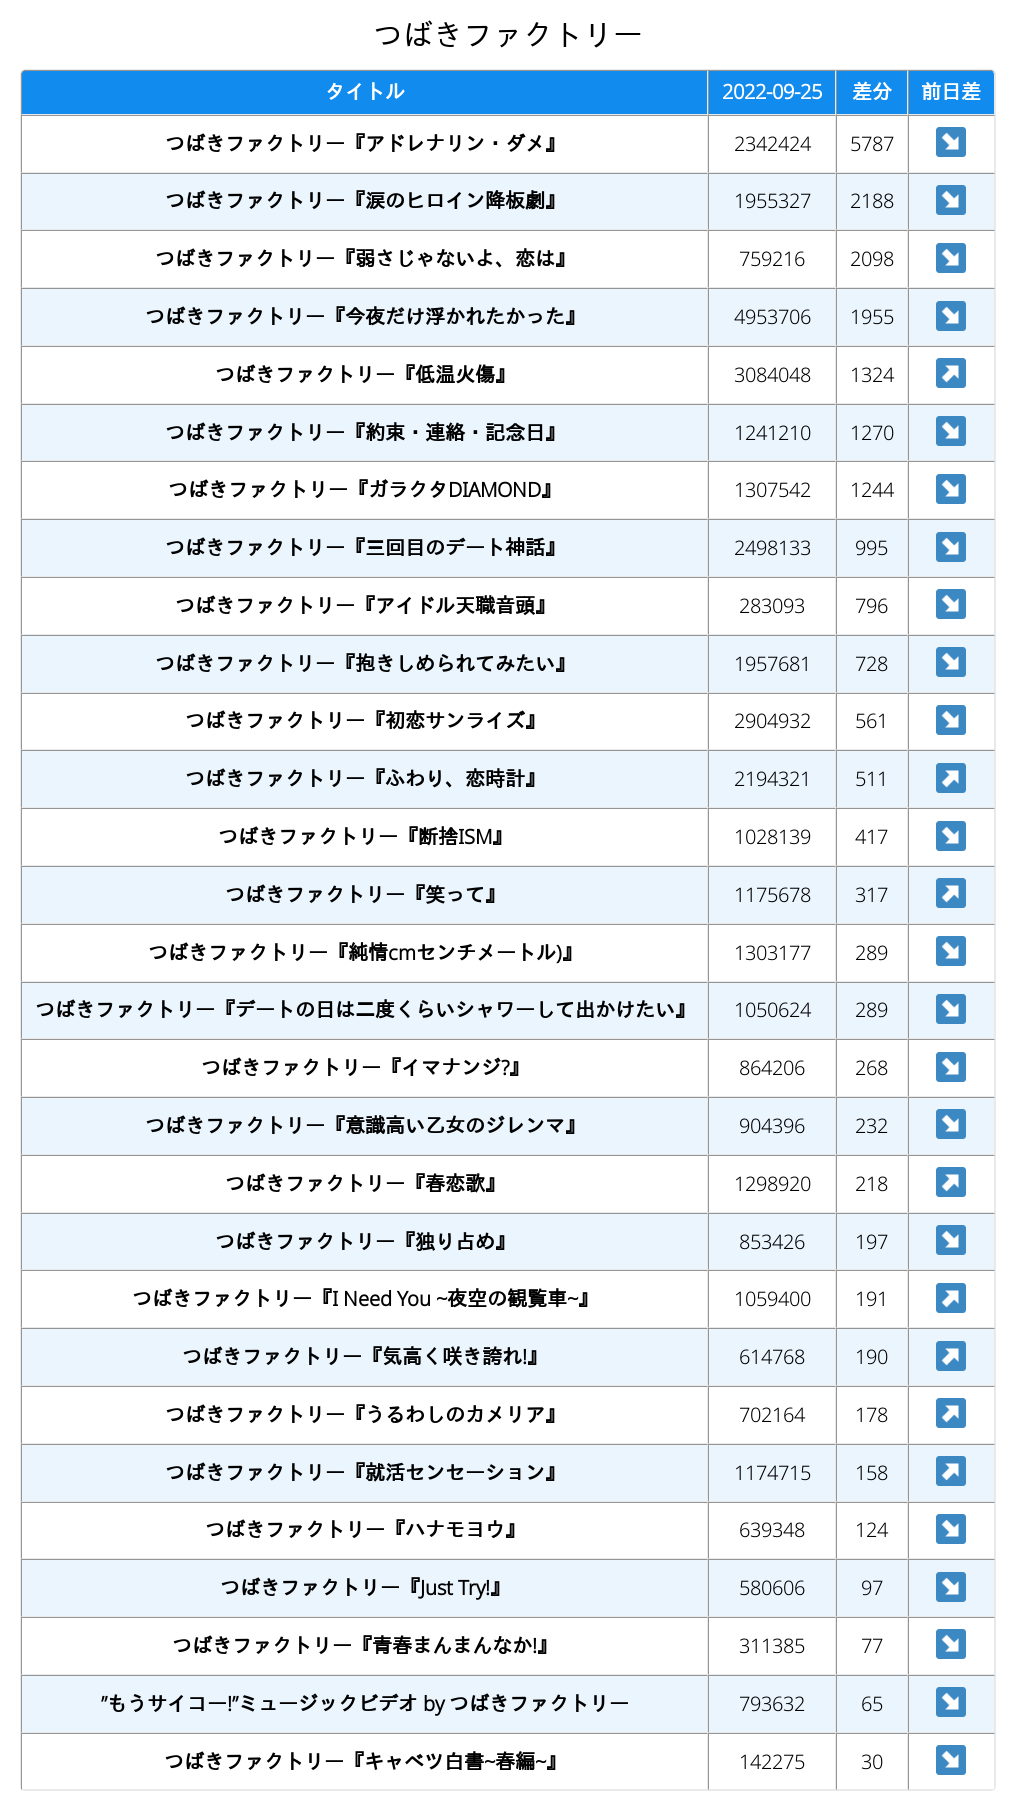 つばきファクトリー
タイトル 2022-09-25 差分 前日差
つばきファクトリー『アドレナリン・ダメ』 2342424 5787 ↘
つばきファクトリー『涙のヒロイン降板劇』 1955327 2188 ↘
つばきファクトリー『弱さじゃないよ、恋は』 759216 2098 ↘
つばきファクトリー『今夜だけ浮かれたかった』 4953706 1955 ↘
つばきファクトリー『低温火傷』 3084048 1324 ↗
つばきファクトリー『約束・連絡・記念日』 1241210 1270 ↘
つばきファクトリー『ガラクタDIAMOND』 1307542 1244 ↘
つばきファクトリー『三回目のデート神話』 2498133 995 ↘
つばきファクトリー『アイドル天職音頭』 283093 796 ↘
つばきファクトリー『抱きしめられてみたい』 1957681 728 ↘
つばきファクトリー『初恋サンライズ』 2904932 561 ↘
つばきファクトリー『ふわり、恋時計』 2194321 511 ↗
つばきファクトリー『断捨ISM』 1028139 417 ↘
つばきファクトリー『笑って』 1175678 317 ↗
つばきファクトリー『純情cmセンチメートル)』 1303177 289 ↘
つばきファクトリー『デートの日は二度くらいシャワーして出かけたい』 1050624 289 ↘
つばきファクトリー『イマナンジ?』 864206 268 ↘
つばきファクトリー『意識高い乙女のジレンマ』 904396 232 ↘
つばきファクトリー『春恋歌』 1298920 218 ↗
つばきファクトリー『独り占め』 853426 197 ↘
つばきファクトリー『I Need You ~夜空の観覧車~』 1059400 191 ↗
つばきファクトリー『気高く咲き誇れ!』 614768 190 ↗
つばきファクトリー『うるわしのカメリア』 702164 178 ↗
つばきファクトリー『就活センセーション』 1174715 158 ↗
つばきファクトリー『ハナモヨウ』 639348 124 ↘
つばきファクトリー『Just Try!』 580606 97 ↘
つばきファクトリー『青春まんまんなか!』 311385 77 ↘
”もうサイコー!”ミュージックビデオ by つばきファクトリー 793632 65 ↘
つばきファクトリー『キャベツ白書~春編~』 142275 30 ↘